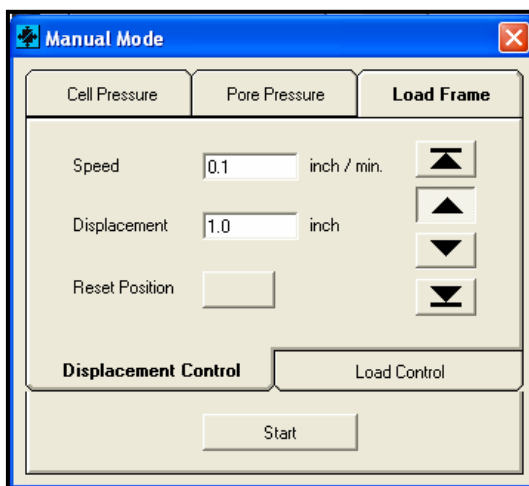 Manual Mode
Cell Pressure Pore Pressure Load Frame
Speed 0.1 inch / min.
Displacement 1.0 inch
Reset Position
Displacement Control Load Control
Start